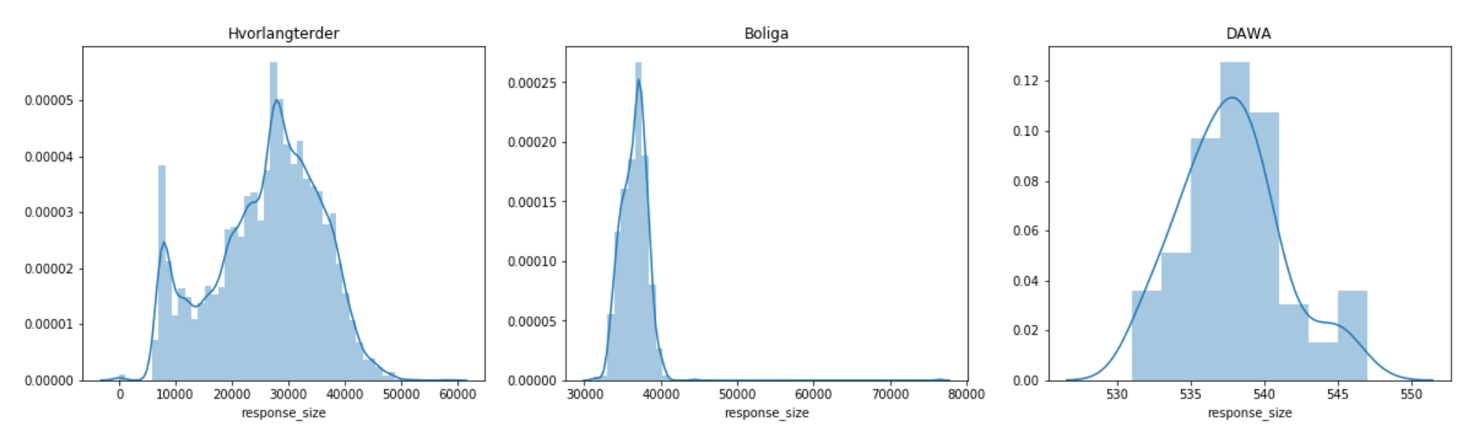 Hvorlangterder
0.00005
0.00004
0.00003
0.00002
0.00001
0.00000
0 10000 20000 30000 40000 50000 60000
response_size
Boliga
0.00025
0.00020
0.00015
0.00010
0.00005
0.00000
30000 40000 50000 60000 70000 80000
response_size
DAWA
0.12
0.10
0.08
0.06
0.04
0.02
0.00
530 535 540 545 550
response_size